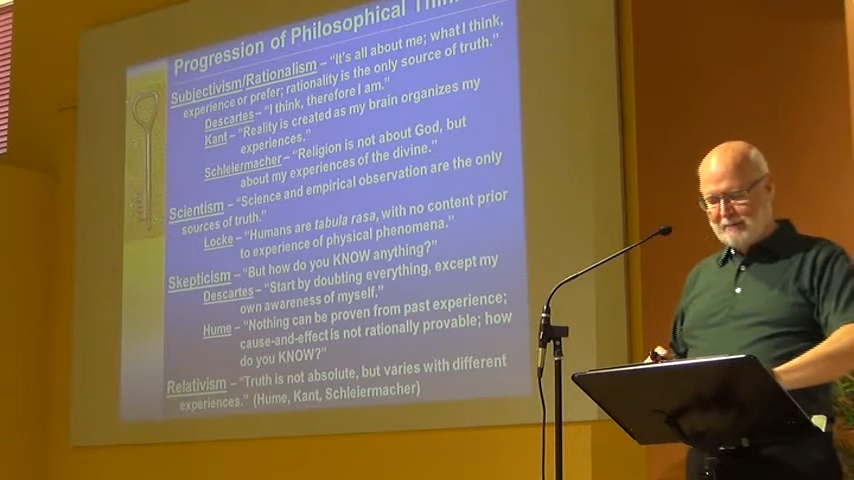 Progression of Philosophical
Subjectivism/Rationalism – "It's all about me; what I think,
experience or prefer; rationality is the only source of truth."
Descartes – "I think, therefore I am."
Kant – "Reality is created as my brain organizes my
experiences."
Schleiermacher – "Religion is not about God, but
about my experiences of the divine."
Scientism – "Science and empirical observation are the only
sources of truth."
Locke – "Humans are tabula rasa, with no content prior
to experience of physical phenomena."
Skepticism – "But how do you KNOW anything?"
Descartes – "Start by doubting everything, except my
own awareness of myself."
Hume – "Nothing can be proven from past experience;
cause-and-effect is not rationally provable; how
do you KNOW?"
Relativism – "Truth is not absolute, but varies with different
experiences." (Hume, Kant, Schleiermacher)